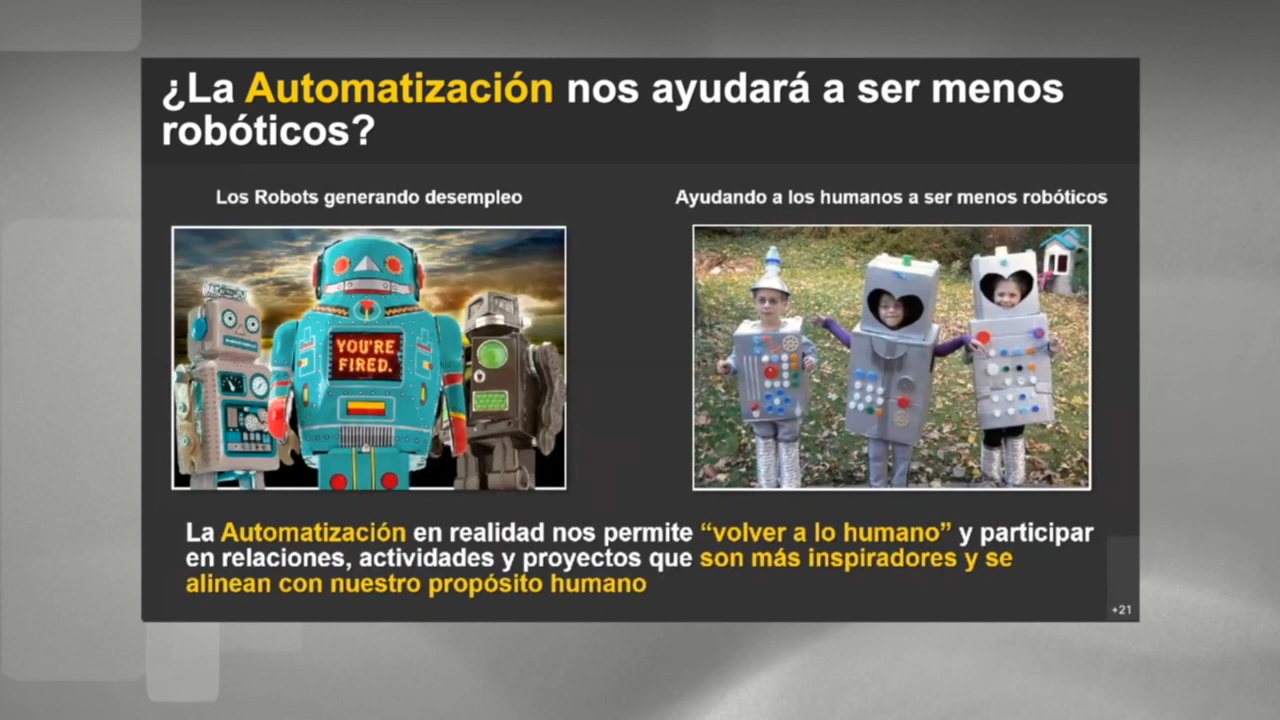 ¿La Automatización nos ayudará a ser menos
robóticos?
Los Robots generando desempleo
Ayudando a los humanos a ser menos robóticos
YOU'RE
FIRED.
La Automatización en realidad nos permite “volver a lo humano” y participar
en relaciones, actividades y proyectos que son más inspiradores y se
alinean con nuestro propósito humano
+21